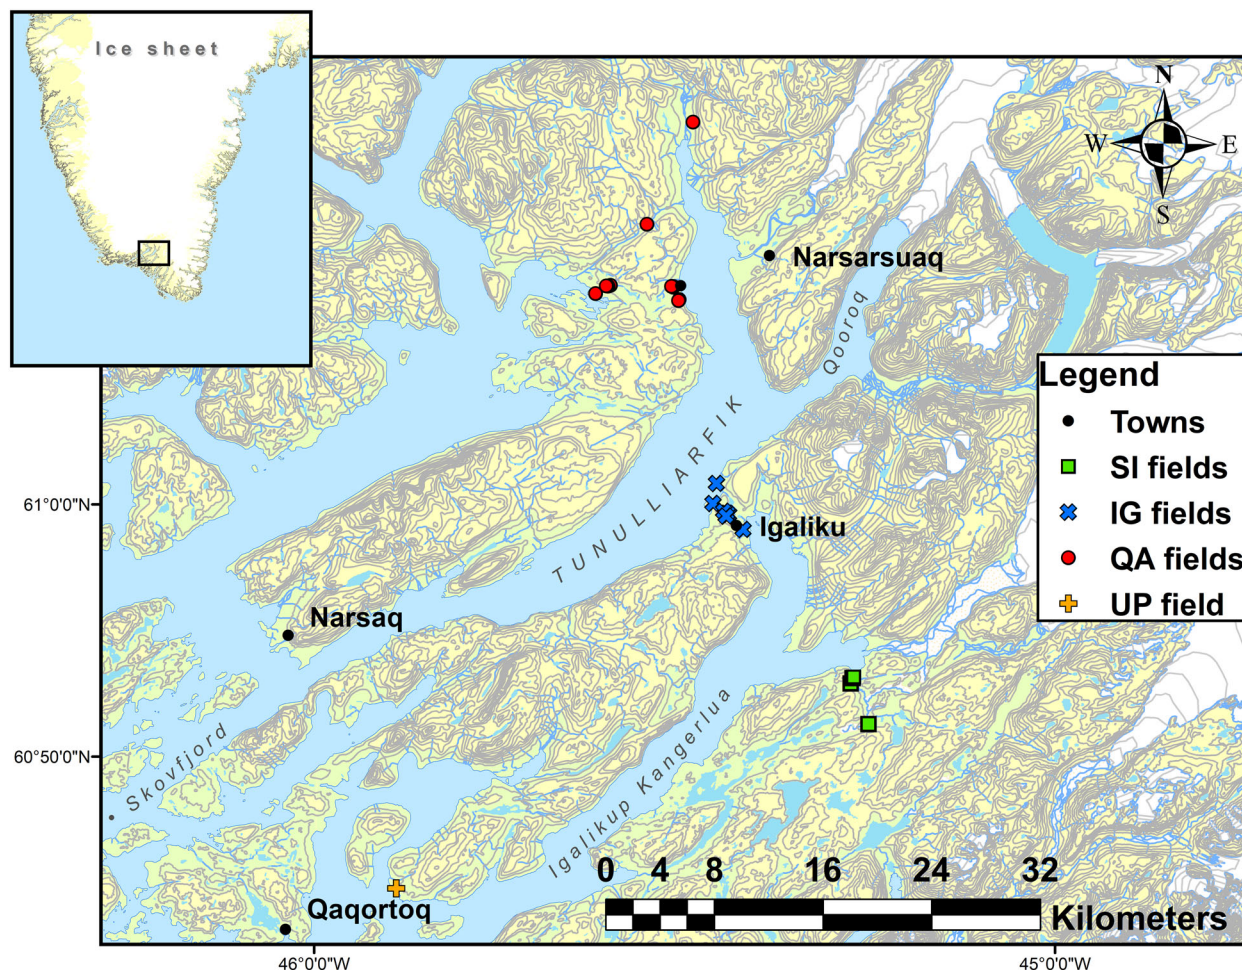 Ice sheet
N
W
E
S
Narsarsuaq
Qooroq
Legend
Towns
SI fields
IG fields
QA fields
UP field
TUNULLIARFIK
61°0'0"N
Igaliku
Narsaq
Skovfjord
Igalikup Kangerlua
60°50'0"N
0 4 8 16 24 32
Kilometers
Qaqortoq
46°0'0"W
45°0'0"W